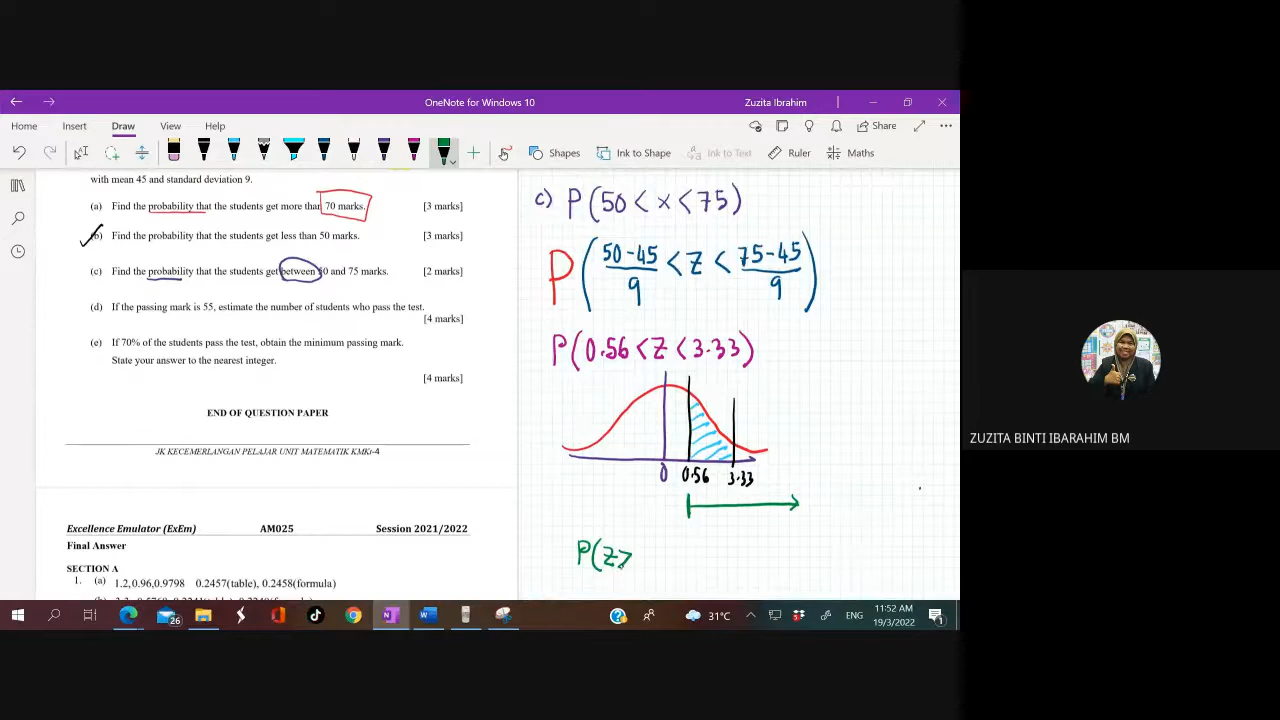 OneNote for Windows 10
Zuzita Ibrahim
Home Insert Draw View Help
Share
Shapes Ink to Shape Ink to Text Ruler Maths
with mean 45 and standard deviation 9.
(a) Find the probability that the students get more than 70 marks. [3 marks]
(b) Find the probability that the students get less than 50 marks. [3 marks]
(c) Find the probability that the students get between 50 and 75 marks. [2 marks]
(d) If the passing mark is 55, estimate the number of students who pass the test.
[4 marks]
(e) If 70% of the students pass the test, obtain the minimum passing mark.
State your answer to the nearest integer.
[4 marks]
END OF QUESTION PAPER
JK KECEMERLANGAN PELAJAR UNIT MATEMATIK KMKt-4
Excellence Emulator (ExEm) AM025 Session 2021/2022
Final Answer
SECTION A
1. (a) 1.2, 0.96, 0.9798 0.2457(table), 0.2458(formula)
c) P(50 < x < 75)
P(50-45/9 < Z < 75-45/9)
P(0.56 < Z < 3.33)
0 0.56 3.33
P(Z>
ZUZITA BINTI IBARAHIM BM
26
31°C
ENG
11:52 AM
19/3/2022
1